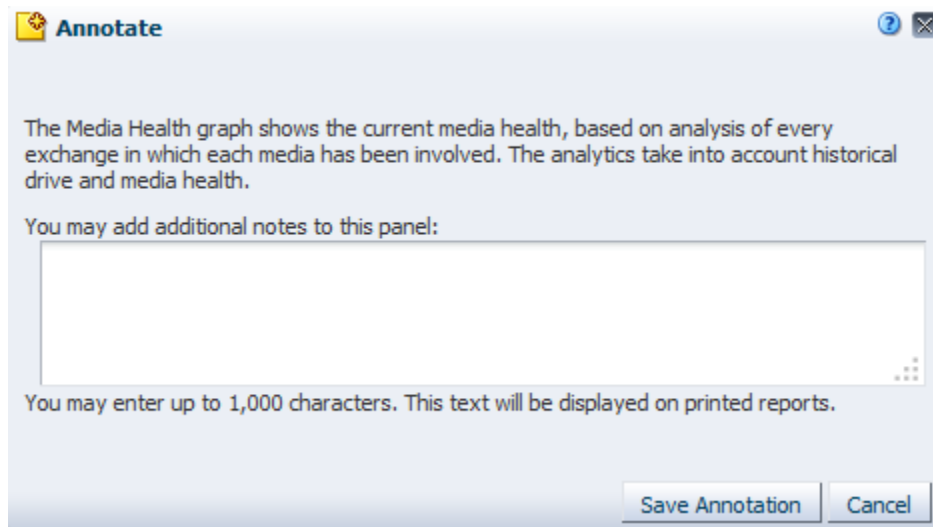 Annotate
The Media Health graph shows the current media health, based on analysis of every
exchange in which each media has been involved. The analytics take into account historical
drive and media health.
You may add additional notes to this panel:
You may enter up to 1,000 characters. This text will be displayed on printed reports.
Save Annotation Cancel